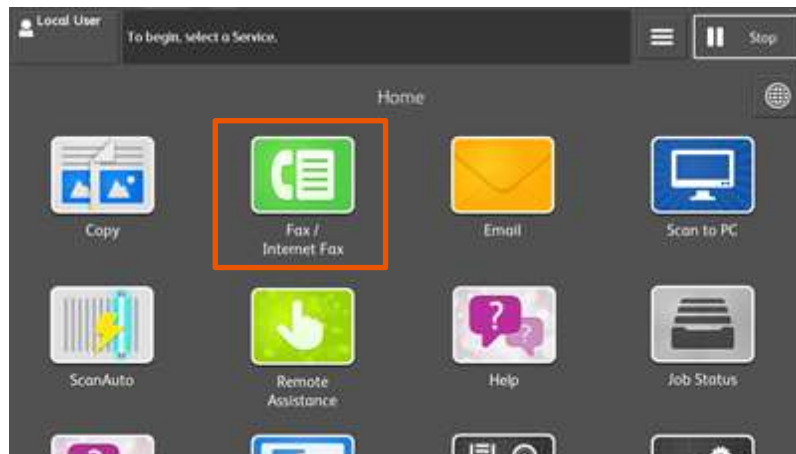 Local User
To begin, select a Service.
Stop
Home
Copy
Fax /
Internet Fax
Email
Scan to PC
ScanAuto
Remote
Assistance
Help
Job Status